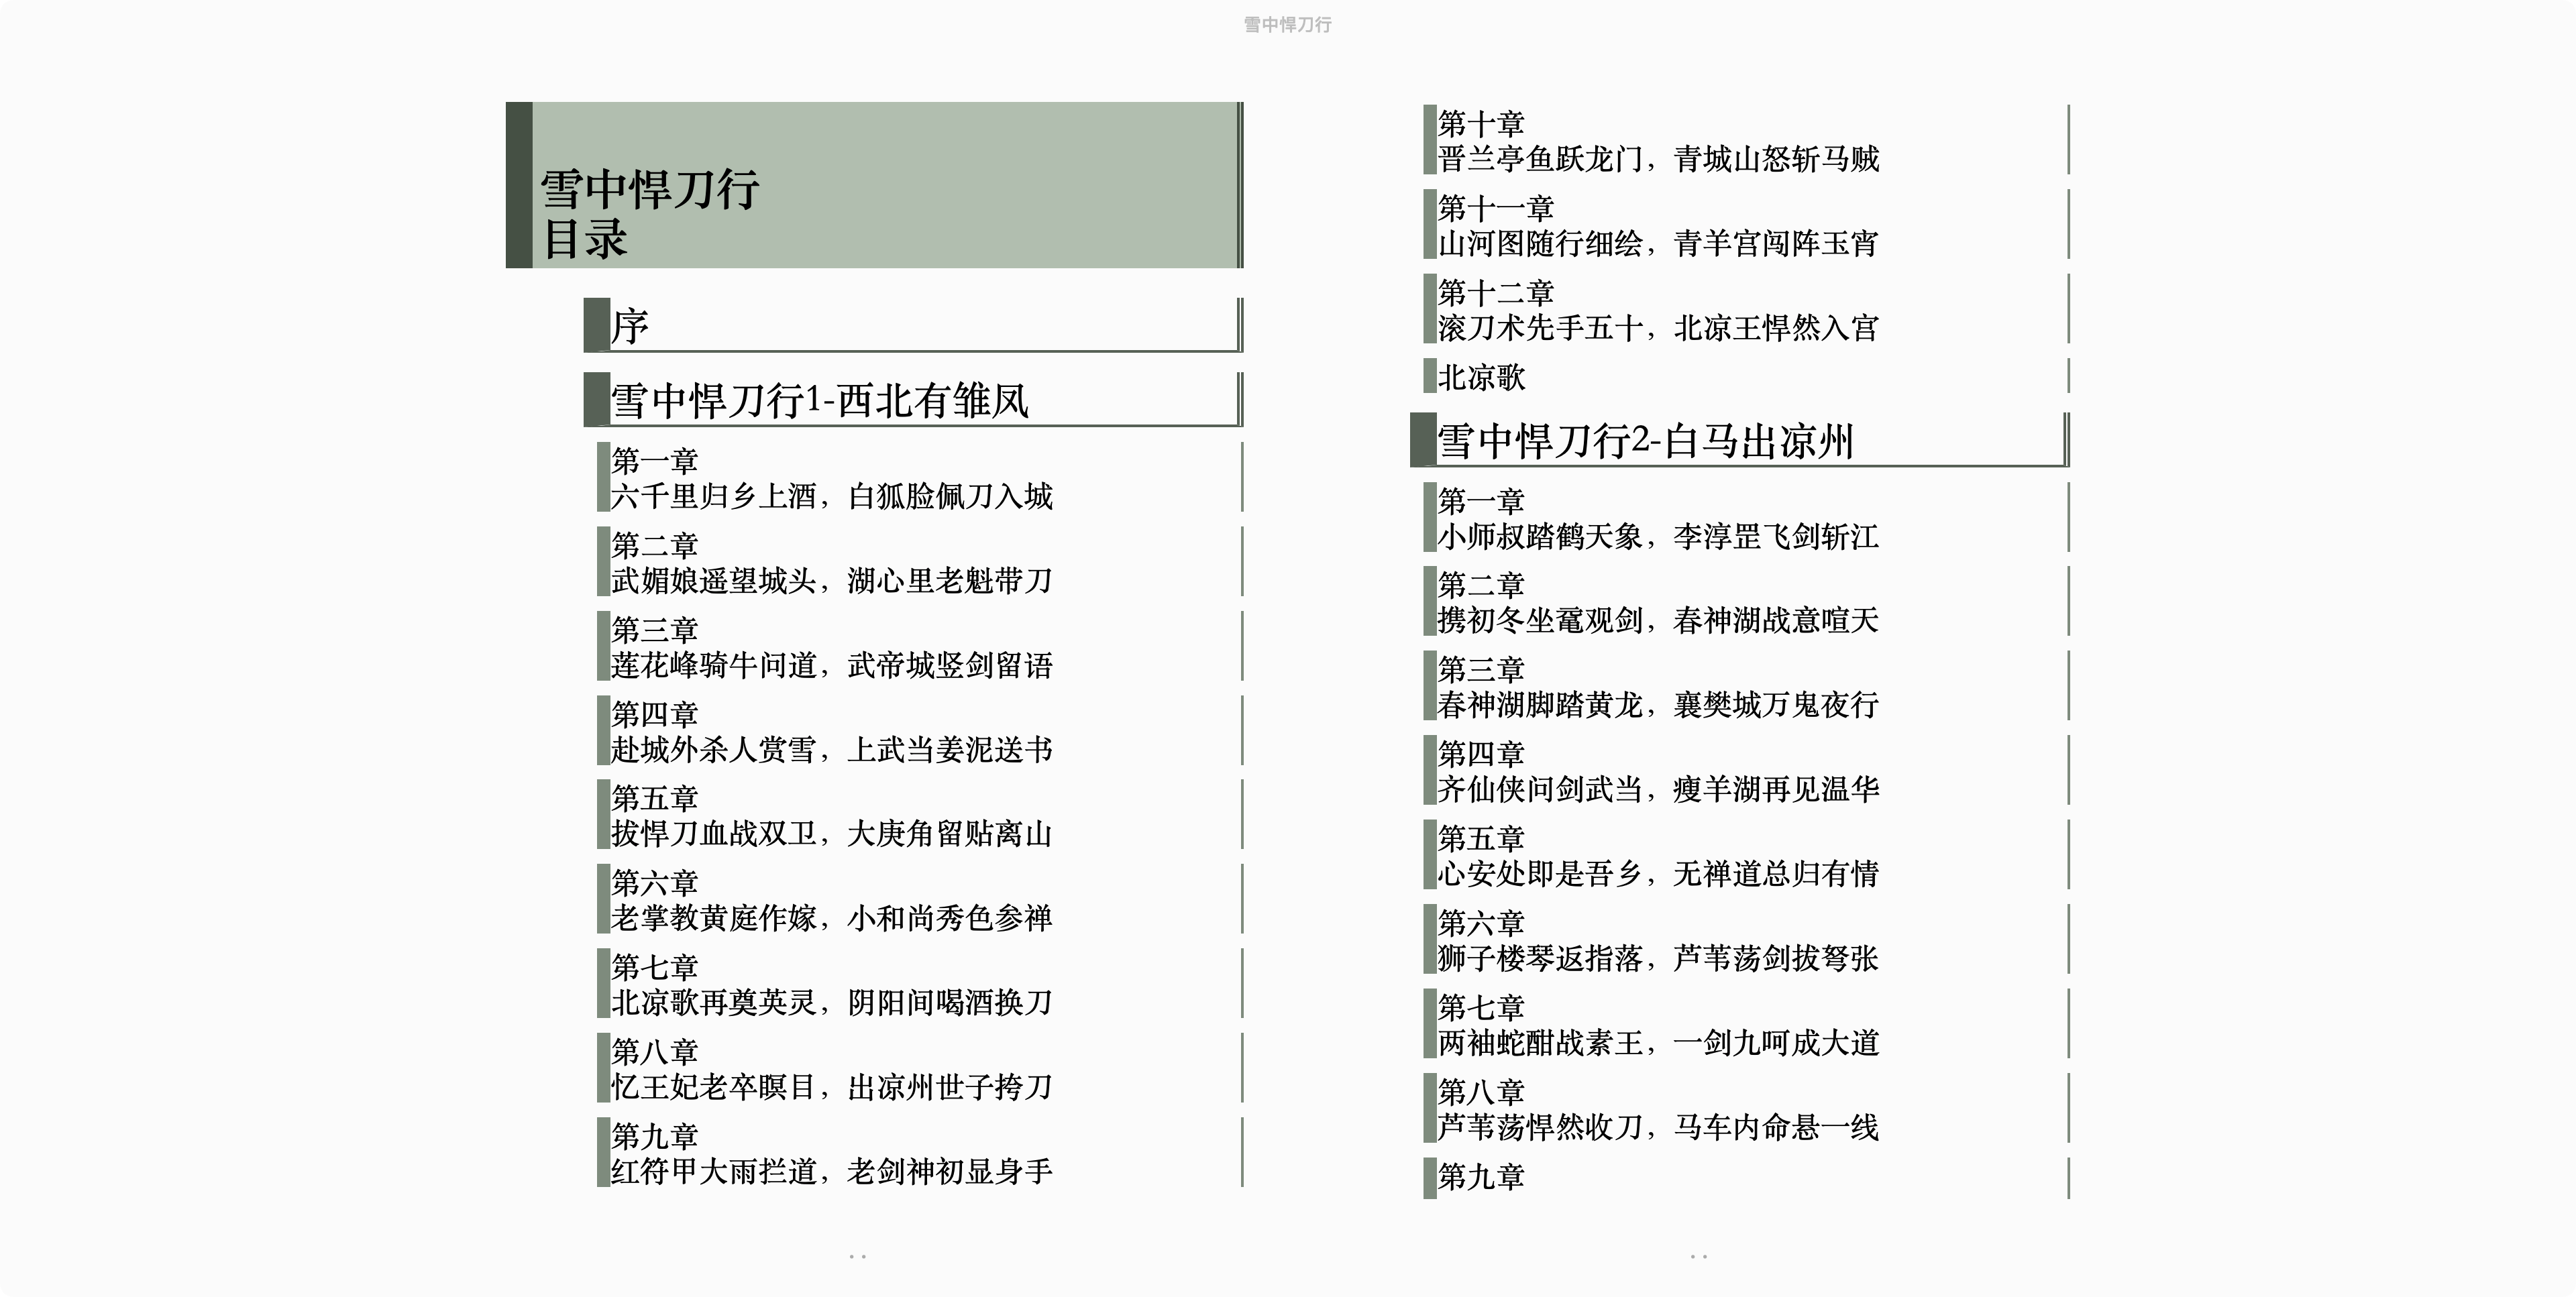 雪中悍刀行
雪中悍刀行
目录
序
雪中悍刀行1-西北有雏凤
第一章
六千里归乡上酒，白狐脸佩刀入城
第二章
武媚娘遥望城头，湖心里老魁带刀
第三章
莲花峰骑牛问道，武帝城竖剑留语
第四章
赴城外杀人赏雪，上武当姜泥送书
第五章
拔悍刀血战双卫，大庚角留贴离山
第六章
老掌教黄庭作嫁，小和尚秀色参禅
第七章
北凉歌再奠英灵，阴阳间喝酒换刀
第八章
忆王妃老卒瞑目，出凉州世子挎刀
第九章
红符甲大雨拦道，老剑神初显身手
第十章
晋兰亭鱼跃龙门，青城山怒斩马贼
第十一章
山河图随行细绘，青羊宫闯阵玉宵
第十二章
滚刀术先手五十，北凉王悍然入宫
北凉歌
雪中悍刀行2-白马出凉州
第一章
小师叔踏鹤天象，李淳罡飞剑斩江
第二章
携初冬坐鼋观剑，春神湖战意喧天
第三章
春神湖脚踏黄龙，襄樊城万鬼夜行
第四章
齐仙侠问剑武当，瘦羊湖再见温华
第五章
心安处即是吾乡，无禅道总归有情
第六章
狮子楼琴返指落，芦苇荡剑拔弩张
第七章
两袖蛇酣战素王，一剑九呵成大道
第八章
芦苇荡悍然收刀，马车内命悬一线
第九章